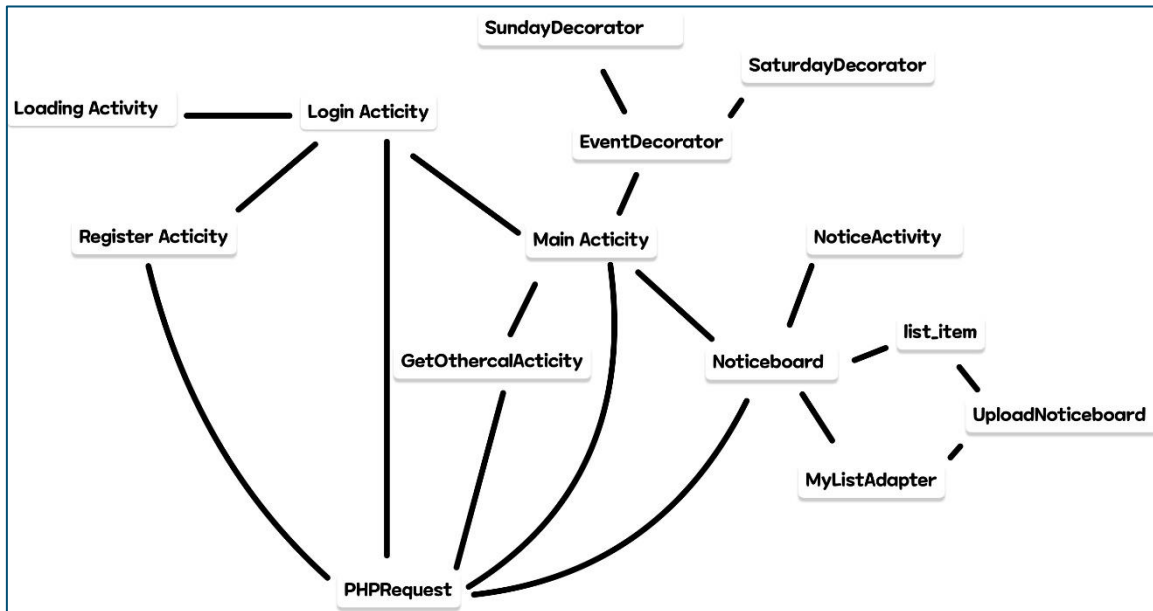 SundayDecorator
SaturdayDecorator
Loading Activity
Login Acticity
EventDecorator
Register Acticity
Main Acticity
NoticeActivity
list_item
GetOthercalActicity
Noticeboard
UploadNoticeboard
MyListAdapter
PHPRequest